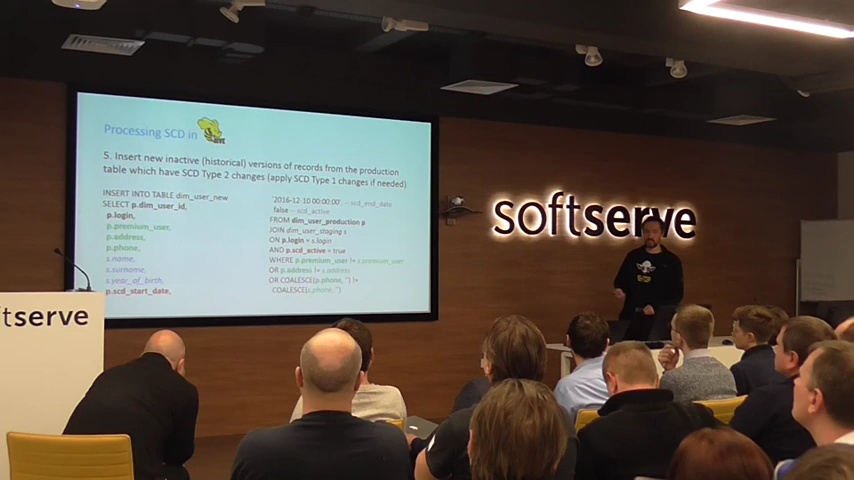 Processing SCD in
HIVE
5. Insert new inactive (historical) versions of records from the production
table which have SCD Type 2 changes (apply SCD Type 1 changes if needed)
INSERT INTO TABLE dim_user_new
SELECT p.dim_user_id,
p.login,
p.premium_user,
p.address,
p.phone,
s.name,
s.surname,
s.year_of_birth,
p.scd_start_date,
'2016-12-10 00:00:00', -- scd_end_date
false -- scd_active
FROM dim_user_production p
JOIN dim_user_staging s
ON p.login = s.login
AND p.scd_active = true
WHERE p.premium_user != s.premium_user
OR p.address != s.address
OR COALESCE(p.phone, '') !=
COALESCE(s.phone, '')
softserve
ftserve